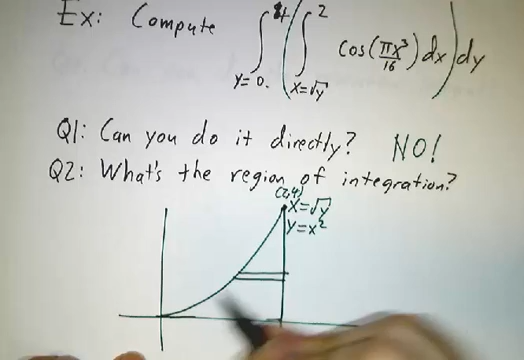 Ex: Compute ∫_{y=0}^{4} (∫_{x=√y}^{2} cos(πx³/16) dx) dy
Q1: Can you do it directly? NO!
Q2: What's the region of integration?
(2,4)
x=√y
y=x²